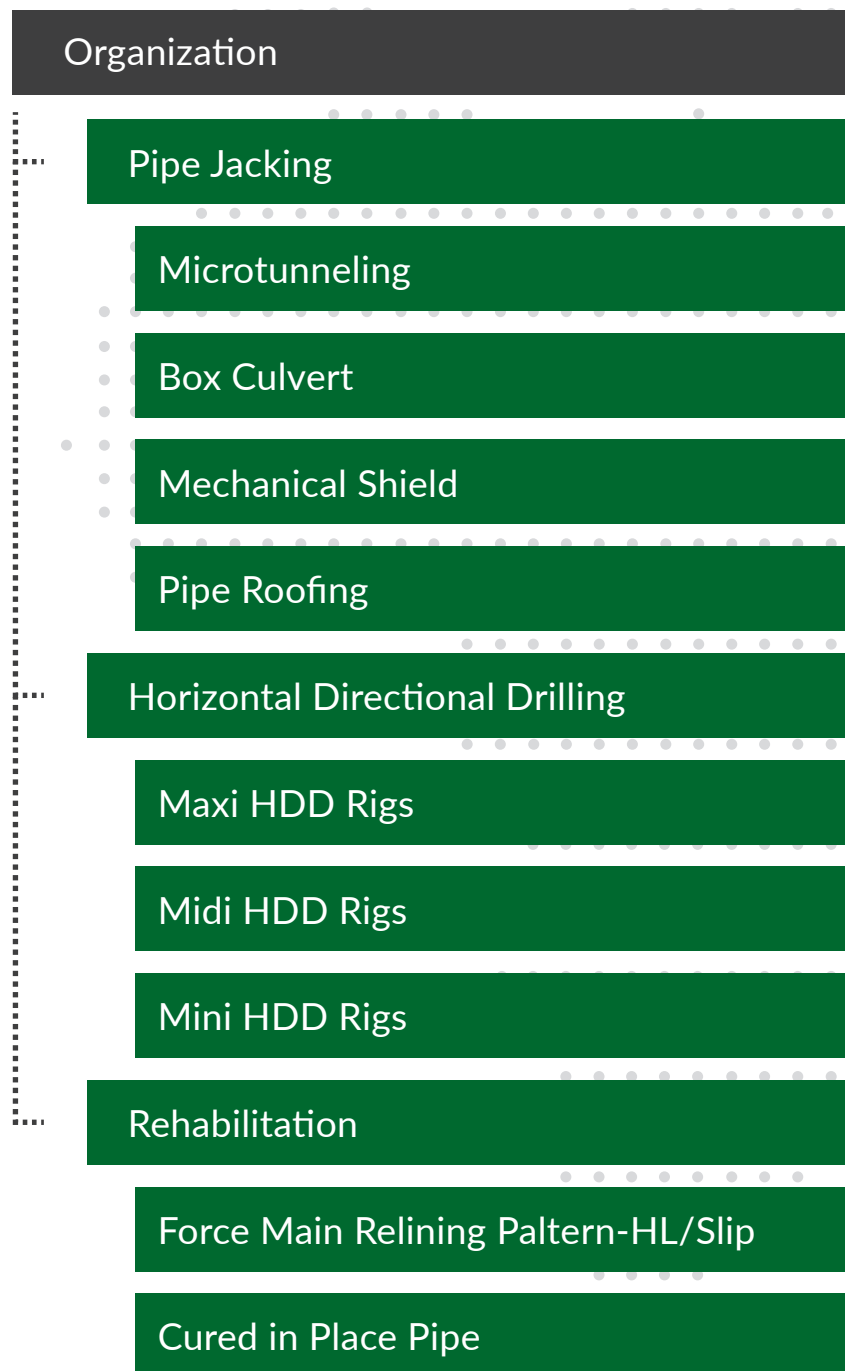 Organization
Pipe Jacking
Microtunneling
Box Culvert
Mechanical Shield
Pipe Roofing
Horizontal Directional Drilling
Maxi HDD Rigs
Midi HDD Rigs
Mini HDD Rigs
Rehabilitation
Force Main Relining Paltern-HL/Slip
Cured in Place Pipe